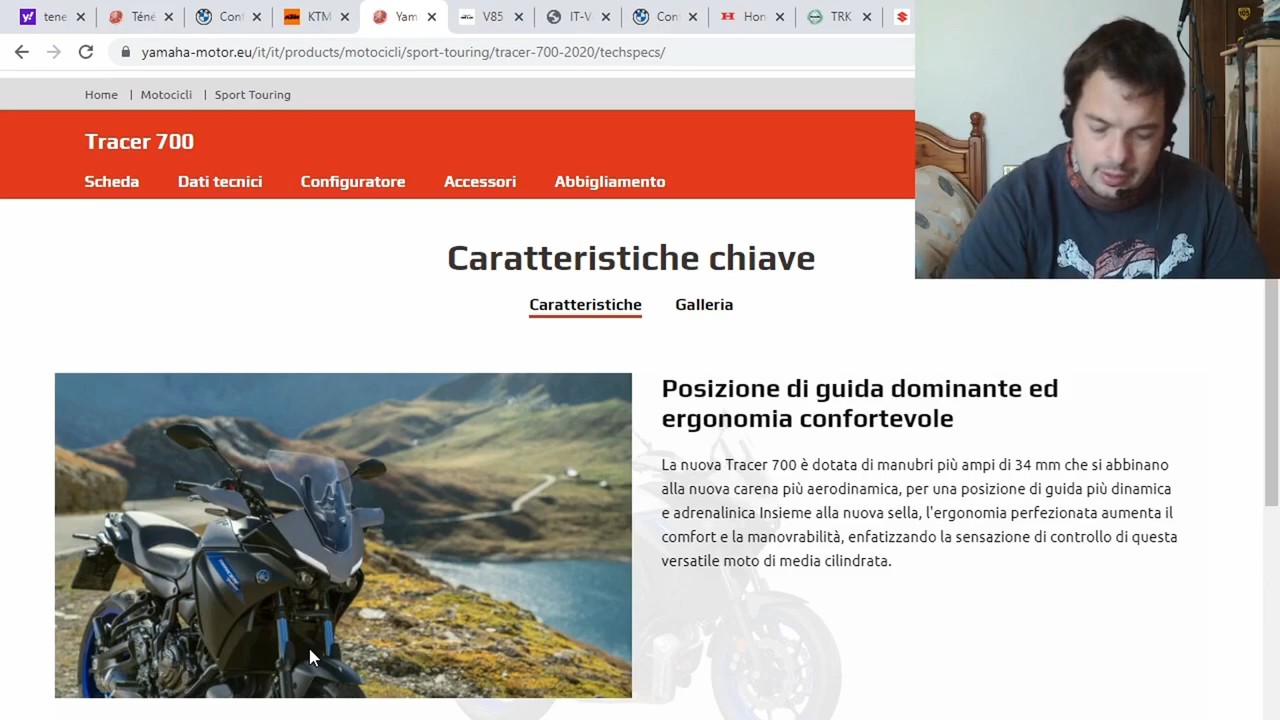 tene
Téné
Con
KTM
Yam
V85
IT-V
Con
Hon
TRK
yamaha-motor.eu/it/it/products/motocicli/sport-touring/tracer-700-2020/techspecs/
Home | Motocicli | Sport Touring
Tracer 700
Scheda Dati tecnici Configuratore Accessori Abbigliamento
Caratteristiche chiave
Caratteristiche Galleria
Posizione di guida dominante ed
ergonomia confortevole
La nuova Tracer 700 è dotata di manubri più ampi di 34 mm che si abbinano
alla nuova carena più aerodinamica, per una posizione di guida più dinamica
e adrenalinica Insieme alla nuova sella, l'ergonomia perfezionata aumenta il
comfort e la manovrabilità, enfatizzando la sensazione di controllo di questa
versatile moto di media cilindrata.